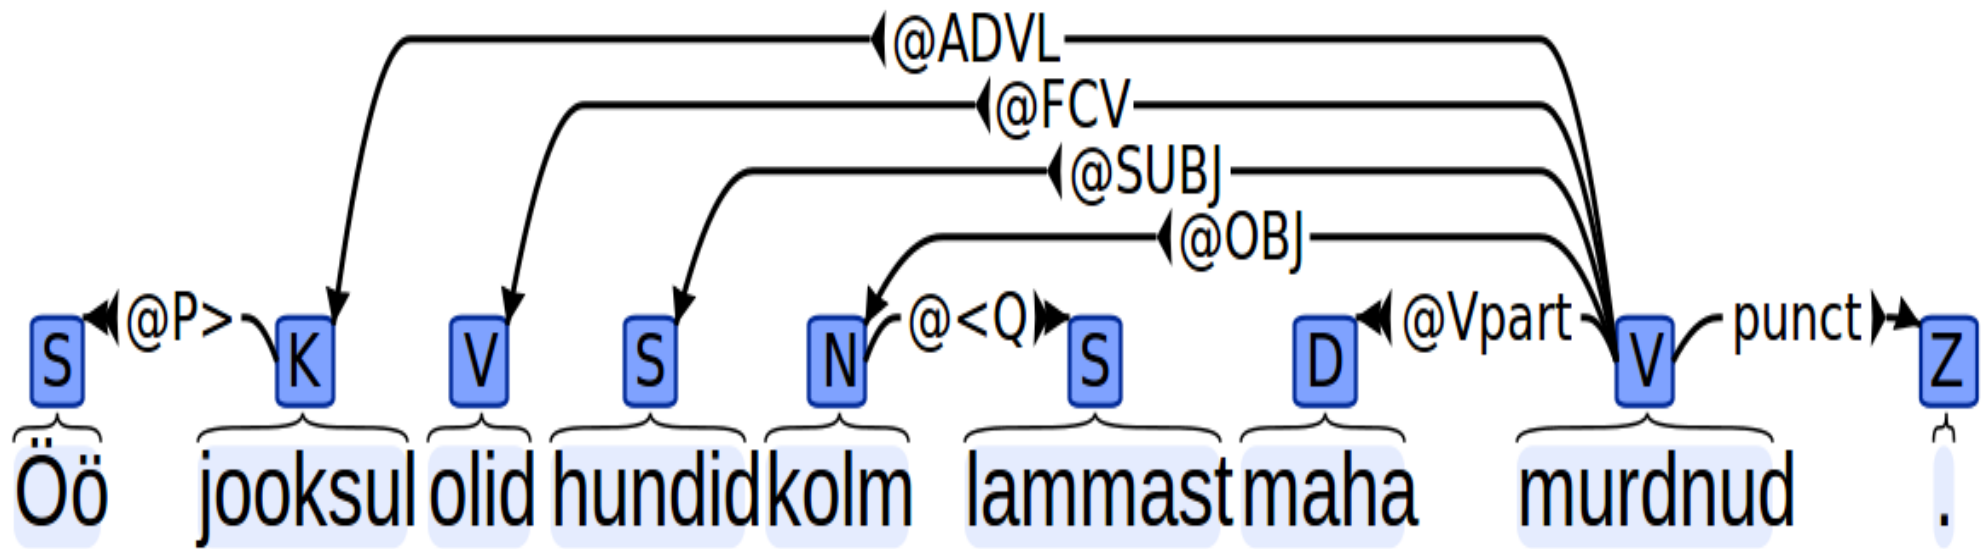 @ADVL
@FCV
@SUBJ
@OBJ
@P> @<Q @Vpart punct
S K V S N S D V Z
Öö jooksul olid hundid kolm lammast maha murdnud .